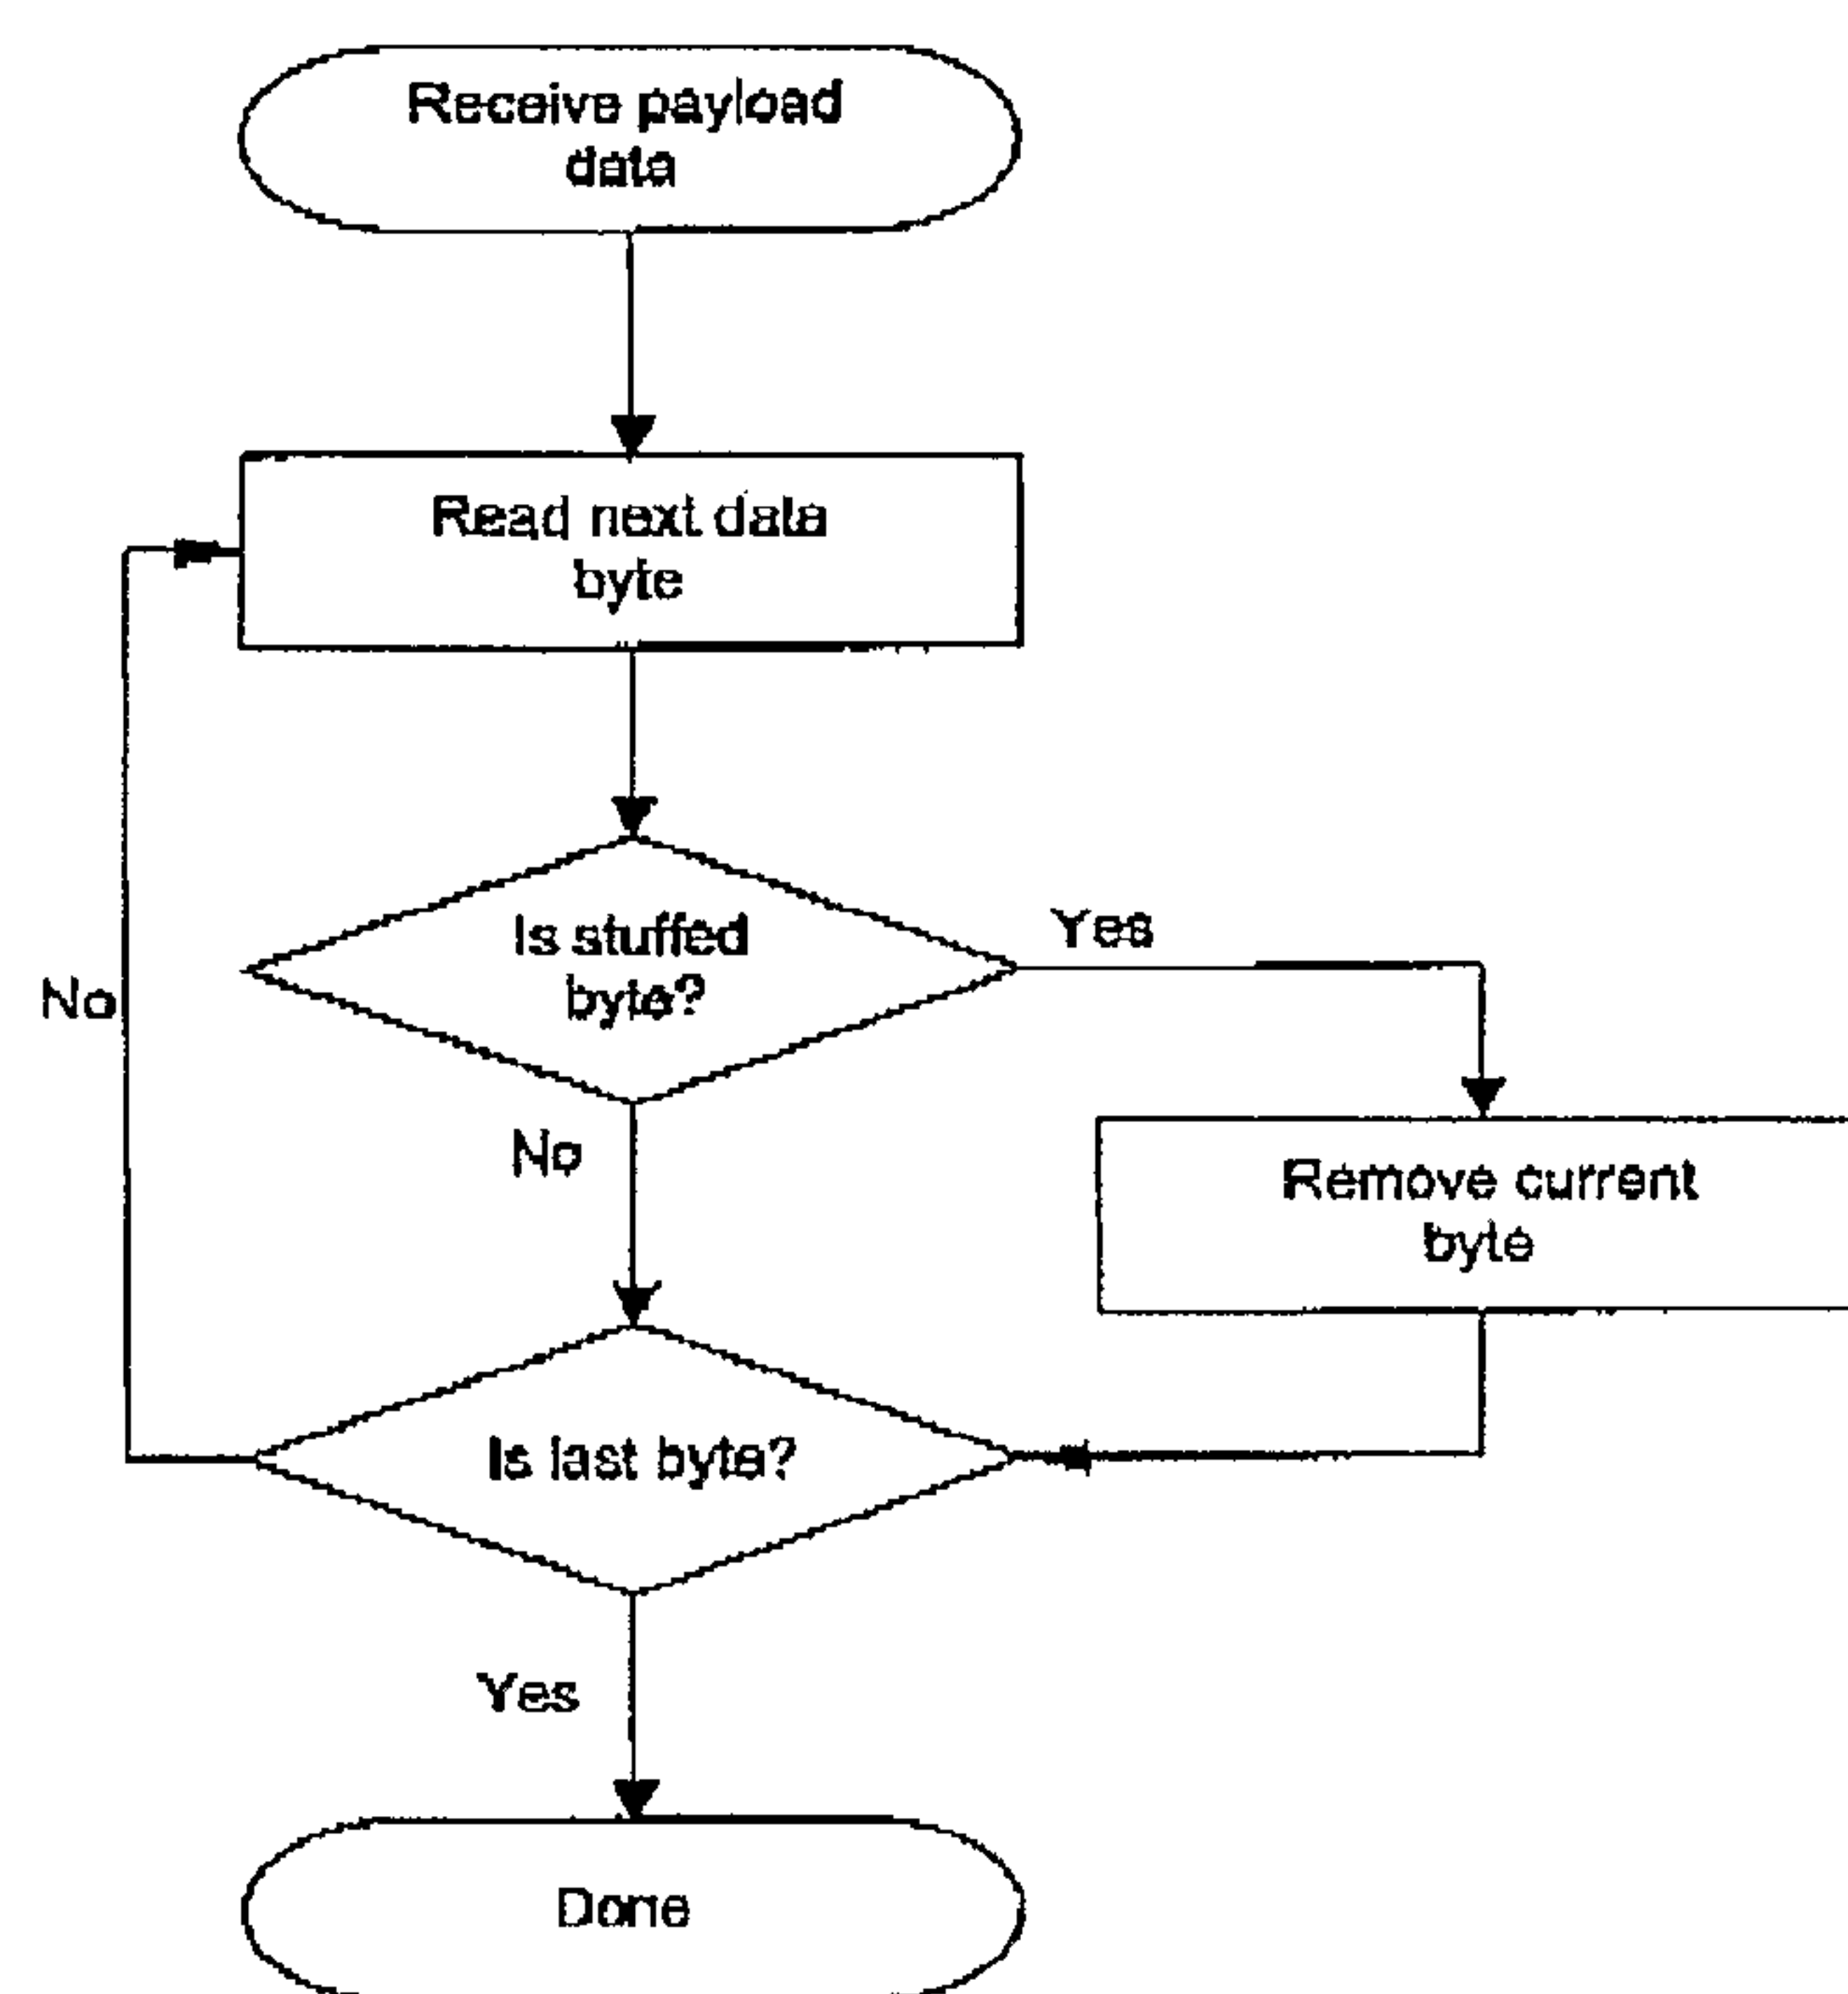 Receive payload
data
Read next data
byte
Is stuffed
byte?
Yes
No
No
Remove current
byte
Is last byte?
Yes
Done